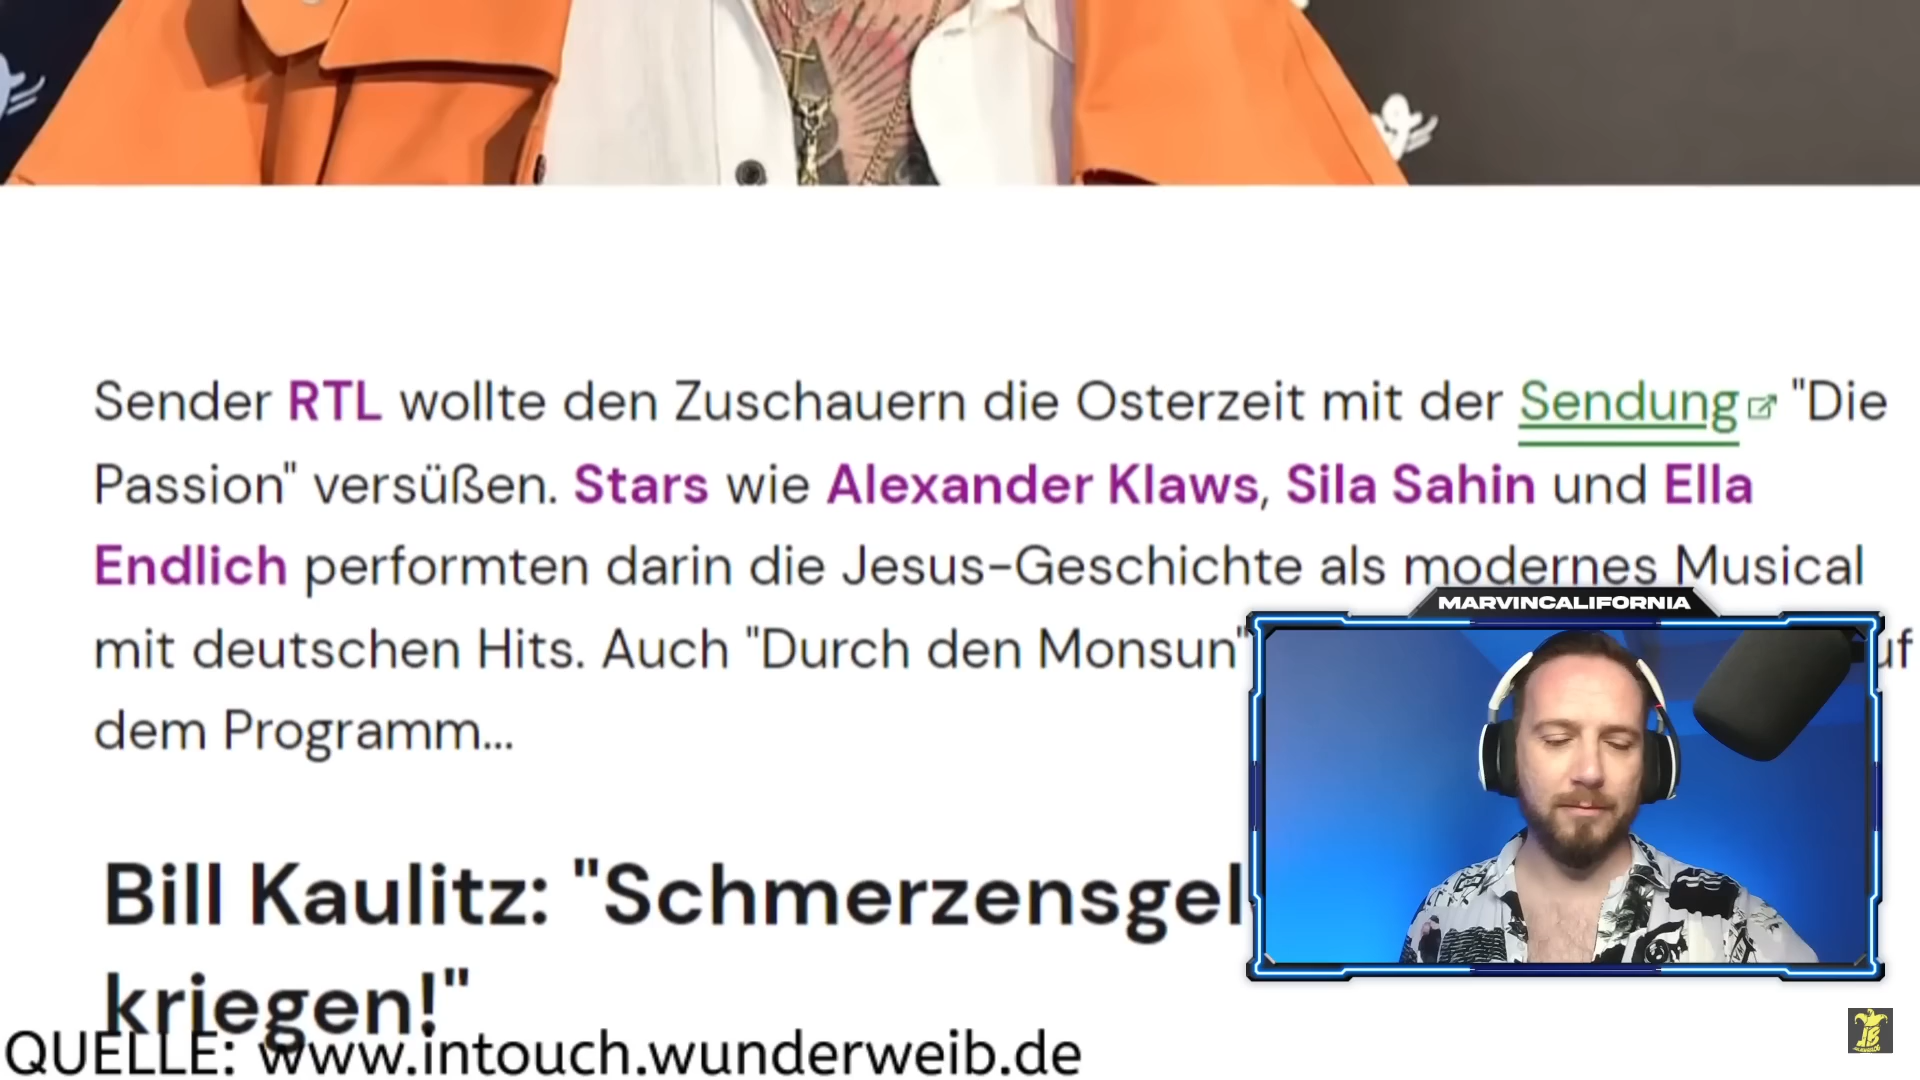 Sender RTL wollte den Zuschauern die Osterzeit mit der Sendung "Die
Passion" versüßen. Stars wie Alexander Klaws, Sila Sahin und Ella
Endlich performten darin die Jesus-Geschichte als modernes Musical
mit deutschen Hits. Auch "Durch den Monsun"
dem Programm...
MARVINCALIFORNIA
Bill Kaulitz: "Schmerzensgel
kriegen!"
QUELLE: www.intouch.wunderweib.de